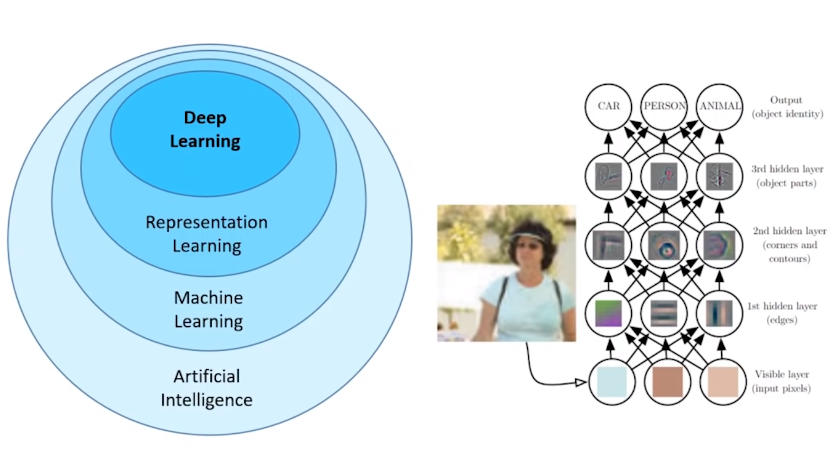 Deep
Learning
Representation
Learning
Machine
Learning
Artificial
Intelligence
CAR
PERSON
ANIMAL
Output
(object identity)
3rd hidden layer
(object parts)
2nd hidden layer
(corners and
contours)
1st hidden layer
(edges)
Visible layer
(input pixels)